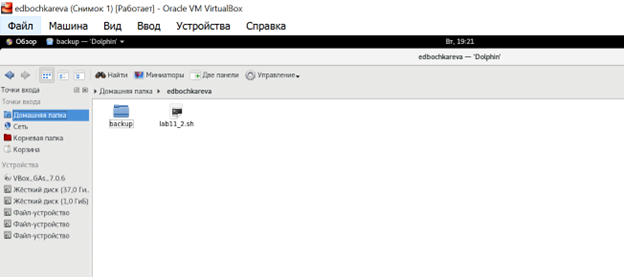 edbochkareva (Снимок 1) [Работает] - Oracle VM VirtualBox
Файл Машина Вид Ввод Устройства Справка
Обзор backup — 'Dolphin' Вт, 19:21
edbochkareva — 'Dolphin'
Найти Миниатюры Две панели Управление
Точки входа
Домашняя папка edbochkareva
Точки входа
Домашняя папка
Сеть
Корневая папка
Корзина
backup lab11_2.sh
Устройства
VBox_GAs_7.0.6
Жёсткий диск (37,0 Ги..
Жёсткий диск (1,0 ГиБ)
Файл-устройство
Файл-устройство
Файл-устройство